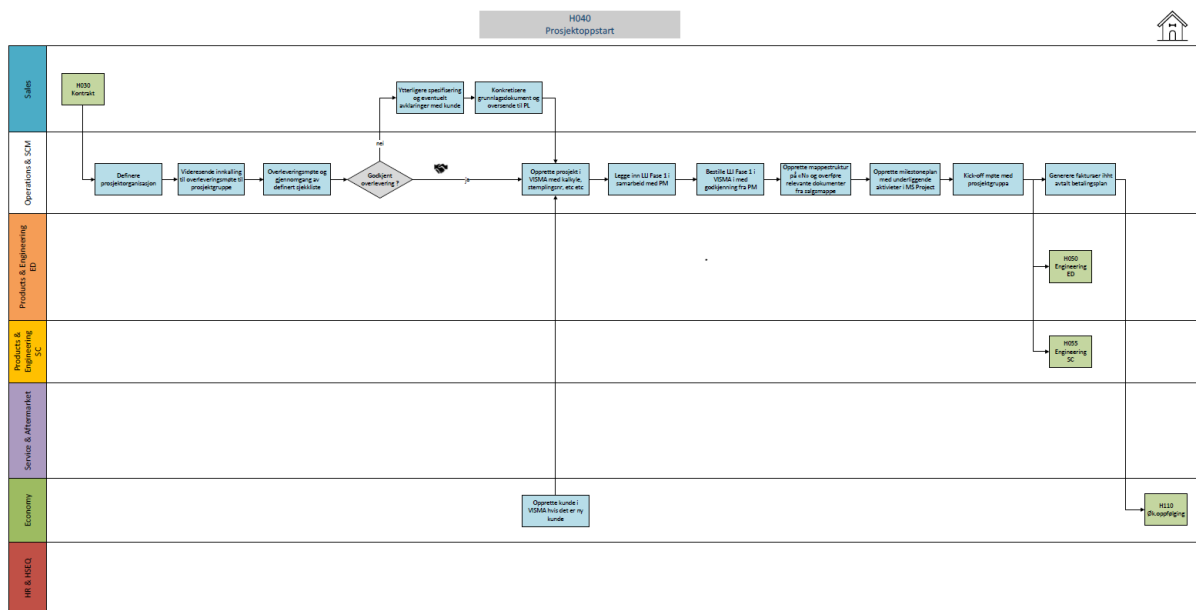 H040
Prosjektoppstart
Sales
H030
Kontrakt
Ytterligere spesifisering
og eventuelt
avklaringer med kunde
Konkretisere
grunnlagsdokument og
oversende til PL
nei
Operations & SCM
Definere
prosjektorganisasjon
Videresende innkalling
til overleveringsmøte til
prosjektgruppe
Overleveringsmøte og
gjennomgang av
definert sjekkliste
Godkjent
overlevering ?
Opprette prosjekt i
VISMA med kalkyle,
stemplingsnr, etc etc
Legge inn LLI Fase 1 i
samarbeid med PM
Bestille LLI Fase 1 i
VISMA i med
godkjenning fra PM
Opprette mappestruktur
på «N» og overføre
relevante dokumenter
fra salgsmappe
Opprette milestoneplan
med underliggende
aktivieter i MS Project
Kick-off møte med
prosjektgruppa
Generere fakturaer iht
avtalt betalingsplan
Products & Engineering
ED
H050
Engineering
ED
Products &
Engineering
SC
H055
Engineering
SC
Service & Aftermarket
Economy
Opprette kunde i
VISMA hvis det er ny
kunde
H110
Øk.oppfølging
HR & HSEQ